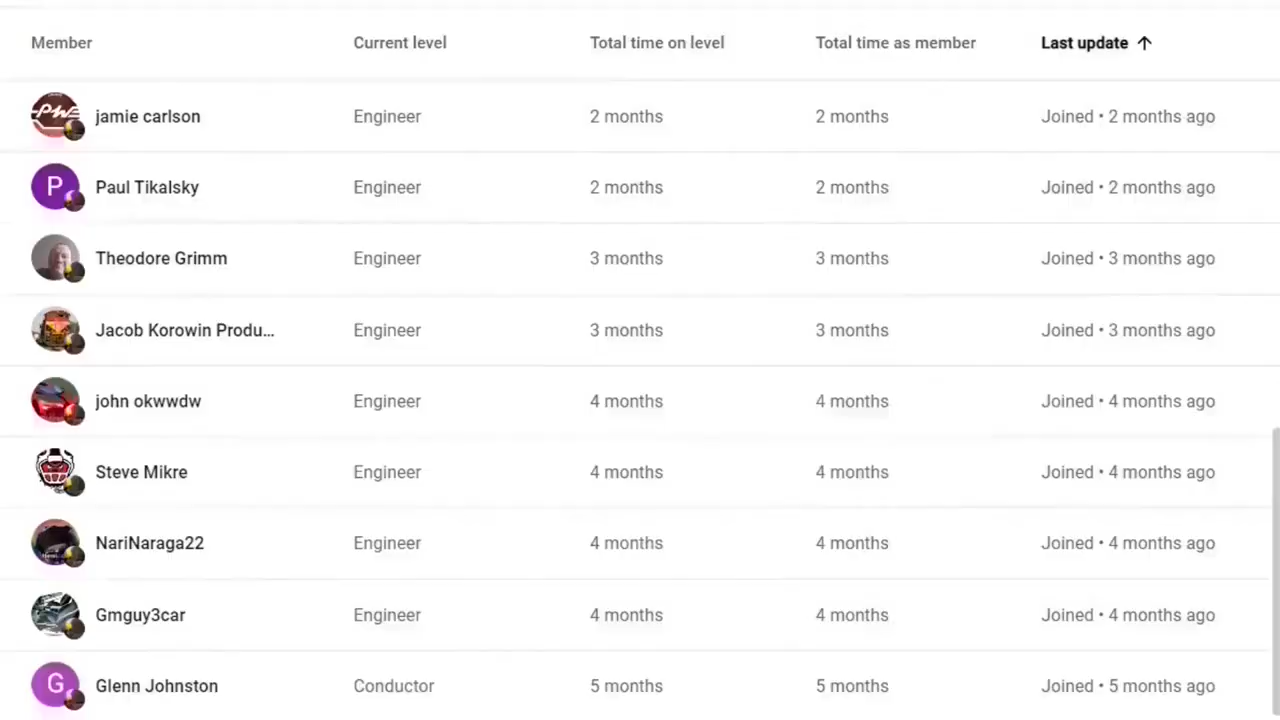 Member Current level Total time on level Total time as member Last update
jamie carlson Engineer 2 months 2 months Joined • 2 months ago
P Paul Tikalsky Engineer 2 months 2 months Joined • 2 months ago
Theodore Grimm Engineer 3 months 3 months Joined • 3 months ago
Jacob Korowin Produ... Engineer 3 months 3 months Joined • 3 months ago
john okwwdw Engineer 4 months 4 months Joined • 4 months ago
Steve Mikre Engineer 4 months 4 months Joined • 4 months ago
NariNaraga22 Engineer 4 months 4 months Joined • 4 months ago
Gmguy3car Engineer 4 months 4 months Joined • 4 months ago
G Glenn Johnston Conductor 5 months 5 months Joined • 5 months ago